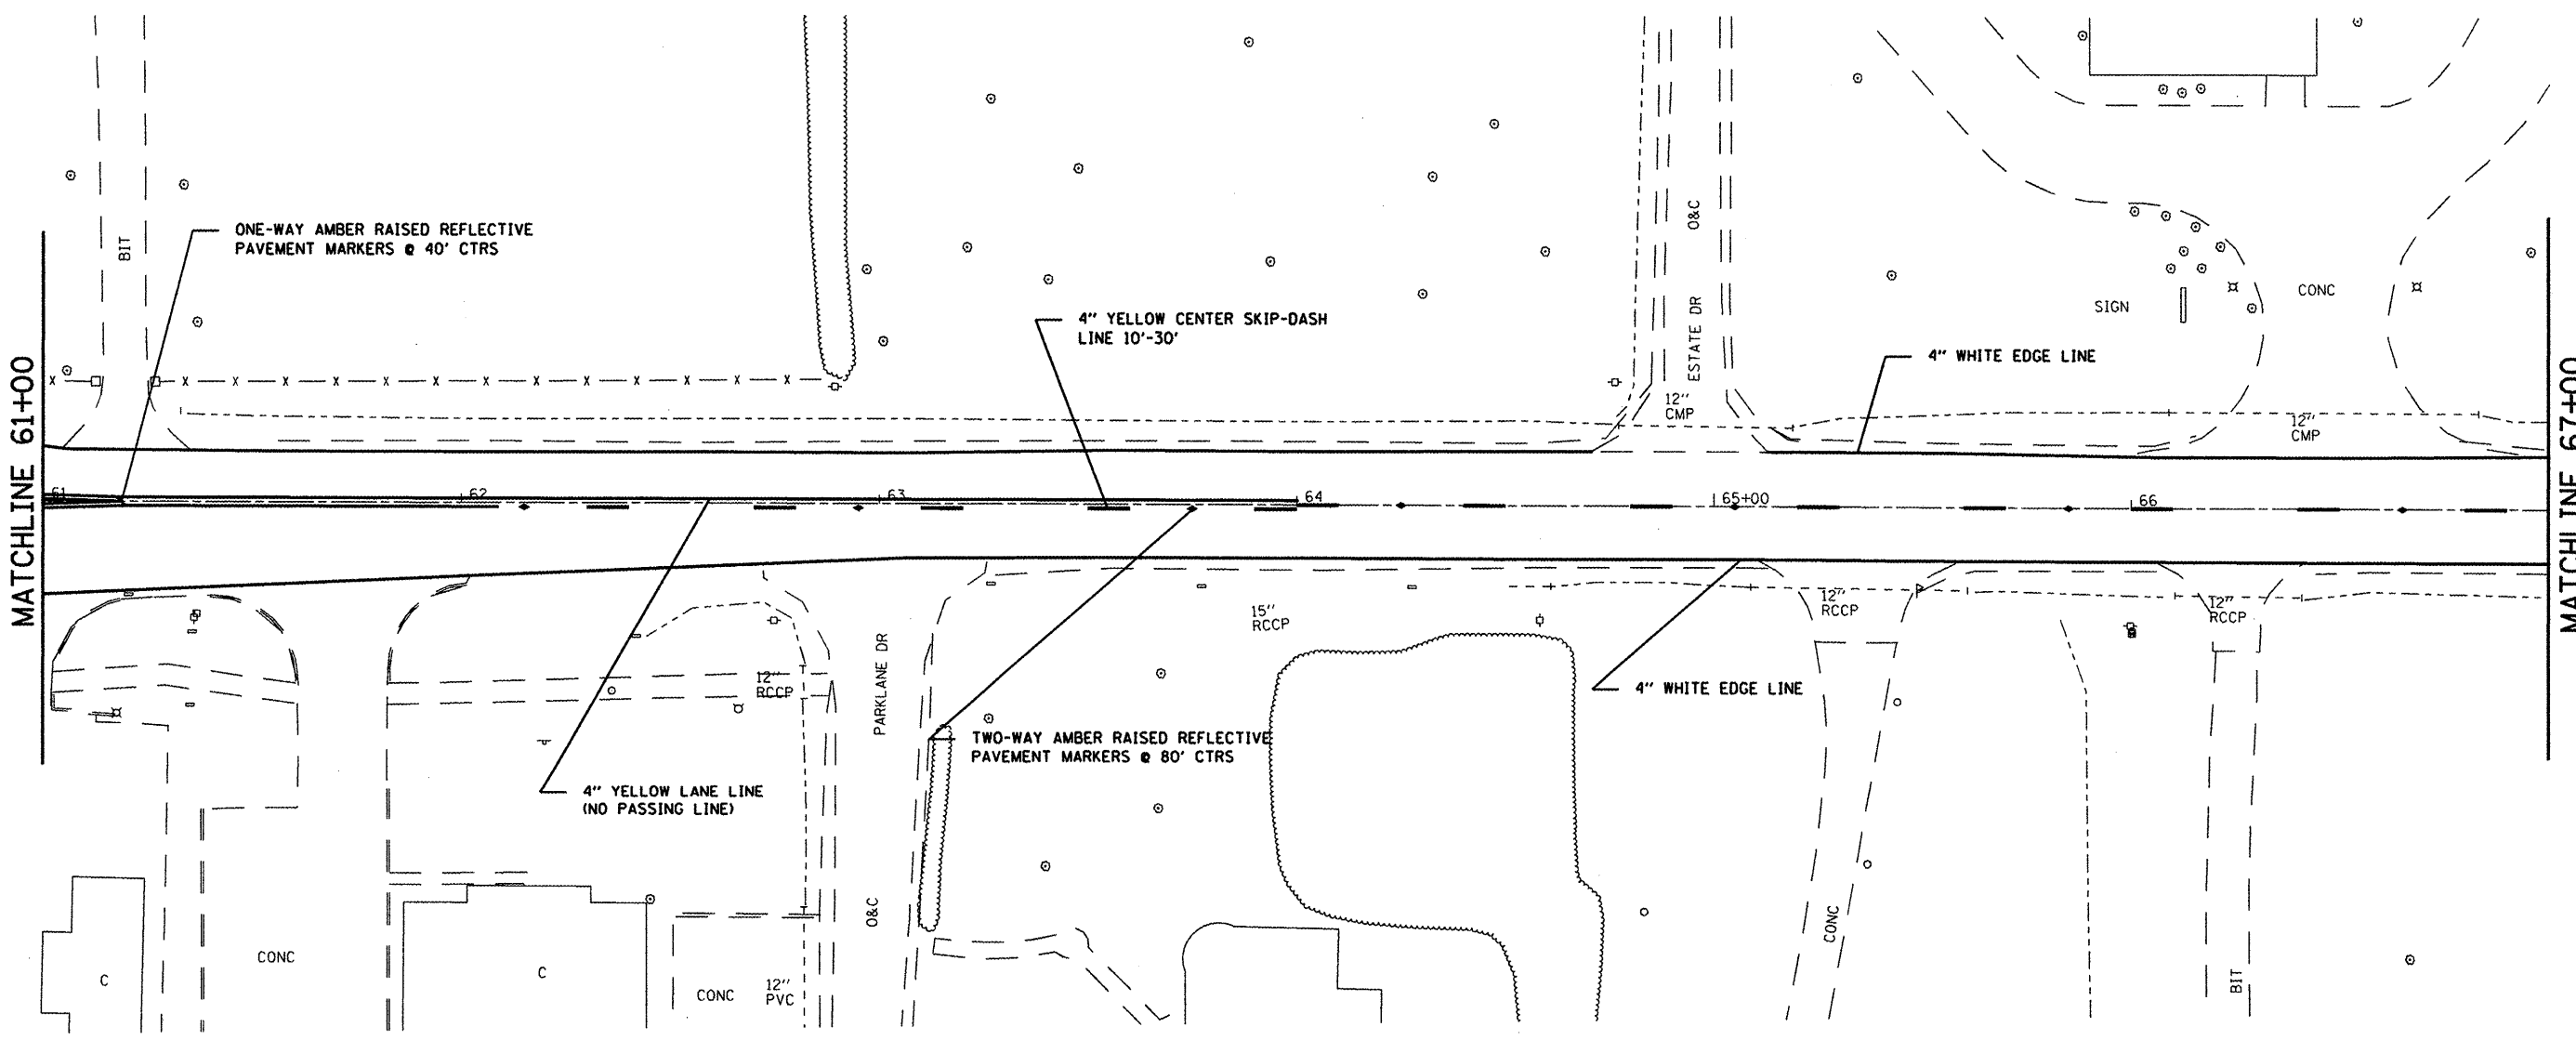 MATCHLINE 61+00
BIT
ONE-WAY AMBER RAISED REFLECTIVE
PAVEMENT MARKERS @ 40' CTRS
4" YELLOW CENTER SKIP-DASH
LINE 10'-30'
O&C
ESTATE DR
12"
CMP
4" WHITE EDGE LINE
SIGN
CONC
12"
CMP
MATCHLINE 67+00
61
62
63
64
65+00
66
15"
RCCP
12"
RCCP
12"
RCCP
12"
RCCP
PARKLANE DR
O&C
4" WHITE EDGE LINE
TWO-WAY AMBER RAISED REFLECTIVE
PAVEMENT MARKERS @ 80' CTRS
4" YELLOW LANE LINE
(NO PASSING LINE)
C
CONC
C
CONC
12"
PVC
CONC
BIT
X X X X X X X X X X X X X X